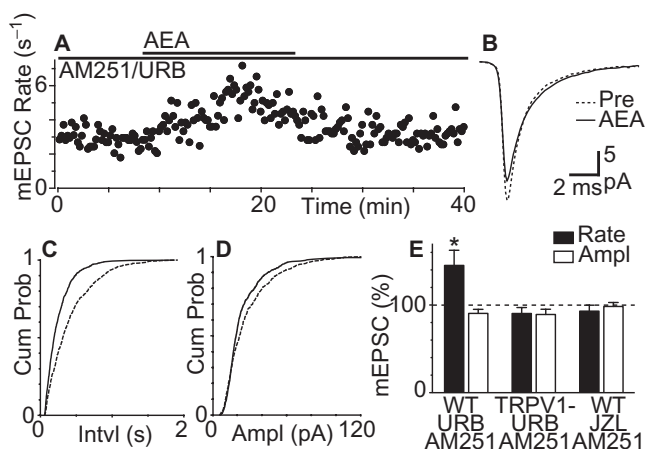 A
AEA
B
AM251/URB
mEPSC Rate (s⁻¹)
6
0
0
20
Time (min)
40
Pre
AEA
5
pA
2 ms
C
D
E
Rate
Ampl
1
Cum Prob
0
0
Intvl (s)
2
1
Cum Prob
0
0
Ampl (pA)
120
mEPSC (%)
100
*
WT
URB
AM251
TRPV1-
URB
AM251
WT
JZL
AM251